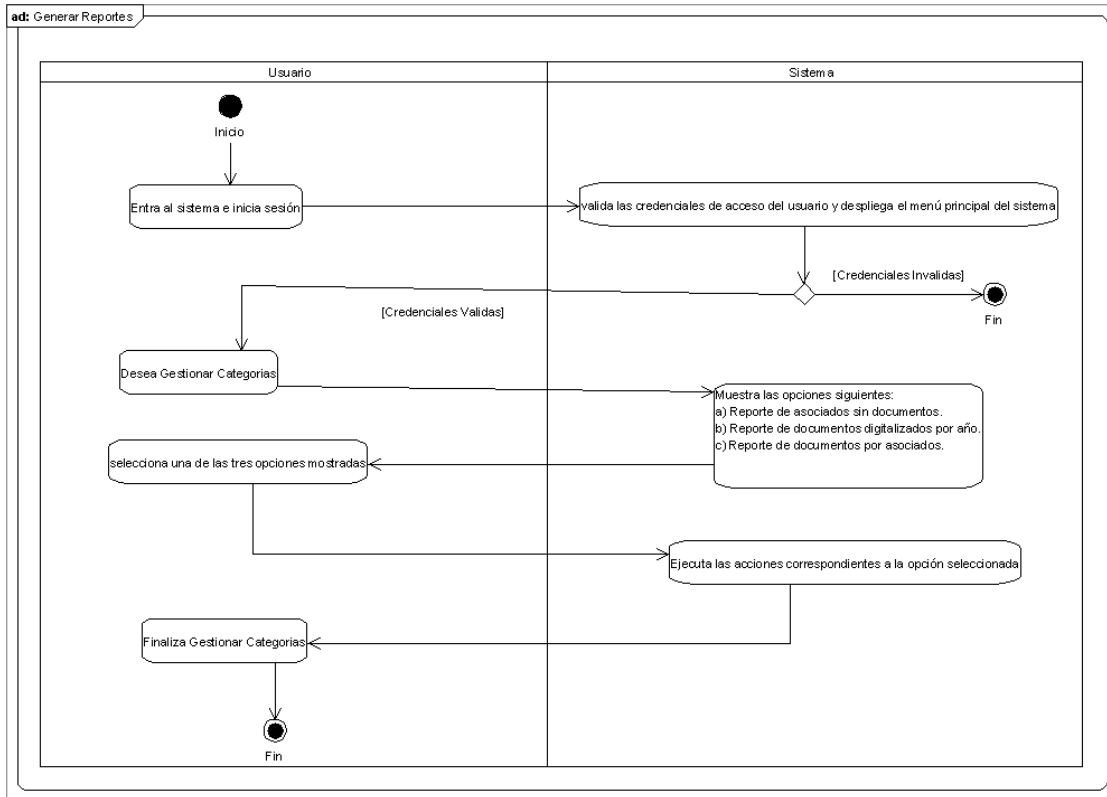 ad: Generar Reportes
Usuario
Sistema
Inicio
Entra al sistema e inicia sesión
valida las credenciales de acceso del usuario y despliega el menú principal del sistema
[Credenciales Invalidas]
Fin
[Credenciales Validas]
Desea Gestionar Categorias
Muestra las opciones siguientes:
a) Reporte de asociados sin documentos.
b) Reporte de documentos digitalizados por año.
c) Reporte de documentos por asociados.
selecciona una de las tres opciones mostradas
Ejecuta las acciones correspondientes a la opción seleccionada
Finaliza Gestionar Categorias
Fin